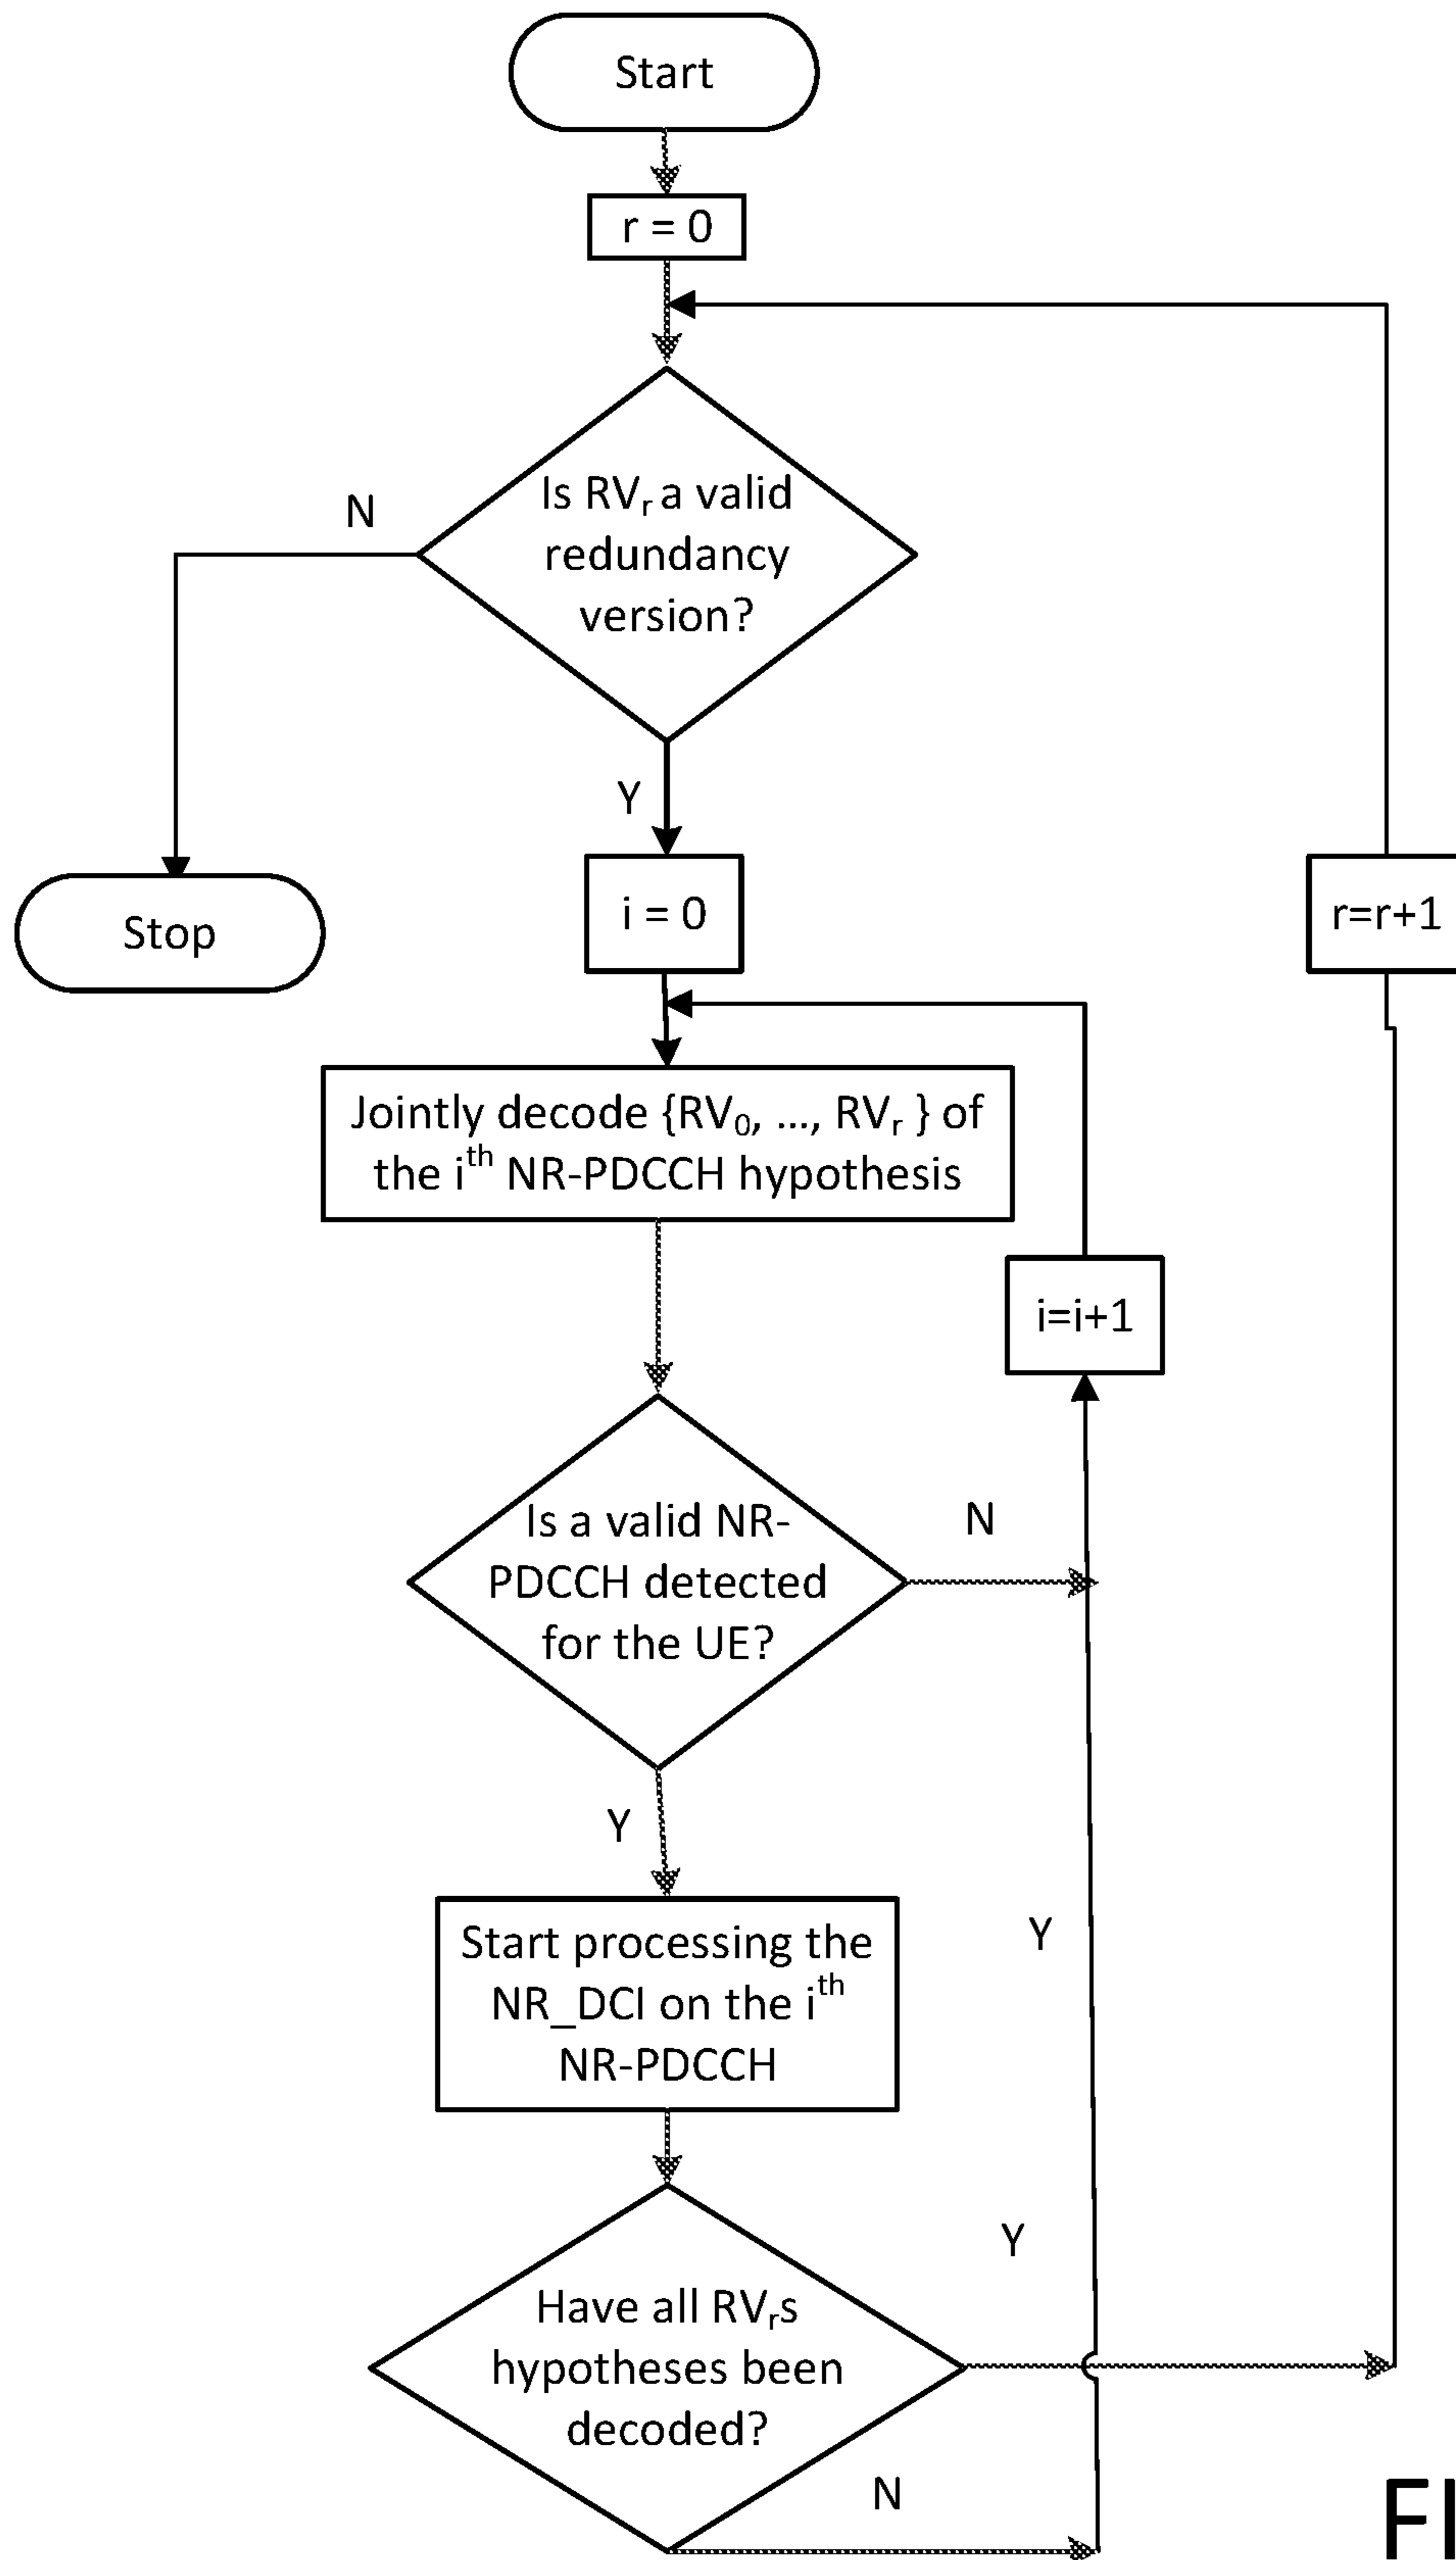 Start
r = 0
Is RVr a valid
redundancy
version?
N
Y
Stop
i = 0
r=r+1
Jointly decode {RV0, ..., RVr } of
the ith NR-PDCCH hypothesis
i=i+1
Is a valid NR-
PDCCH detected
for the UE?
N
Y
Start processing the
NR_DCI on the ith
NR-PDCCH
Y
Y
Have all RVrs
hypotheses been
decoded?
N